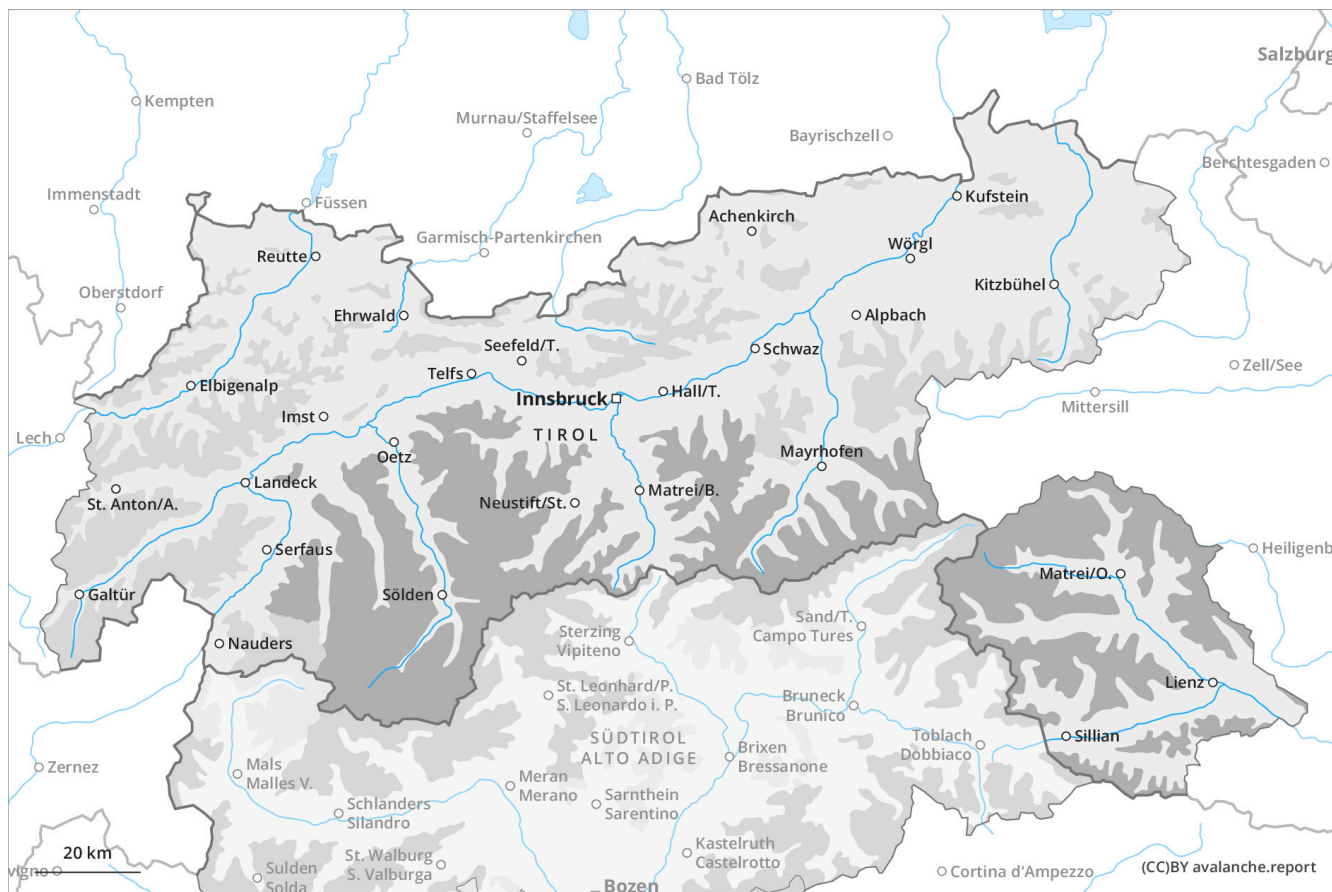 Salzburg
Kempten
Bad Tölz
Murnau/Staffelsee
Bayrischzell
Berchtesgaden
Immenstadt
Füssen
Kufstein
Achenkirch
Garmisch-Partenkirchen
Wörgl
Reutte
Oberstdorf
Kitzbühel
Ehrwald
Alpbach
Seefeld/T.
Schwaz
Zell/See
Telfs
Elbigenalp
Hall/T.
Innsbruck
Mittersill
Imst
Lech
TIROL
Oetz
Mayrhofen
Landeck
Matrei/B.
St. Anton/A.
Neustift/St.
Serfaus
Heiligenb
Matrei/O.
Galtür
Sölden
Sand/T.
Campo Tures
Sterzing
Vipiteno
Nauders
Lienz
St. Leonhard/P.
S. Leonardo i. P.
Bruneck
Brunico
Sillian
Toblach
Dobbiaco
SÜDTIROL
ALTO ADIGE
Brixen
Bressanone
Zernez
Mals
Malles V.
Meran
Merano
Sarnthein
Sarentino
Schlanders
Silandro
Kastelruth
Castelrotto
20 km
St. Walburg
S. Valburga
vigno
Sulden
Solda
Cortina d'Ampezzo
(CC)BY avalanche.report
Bozen